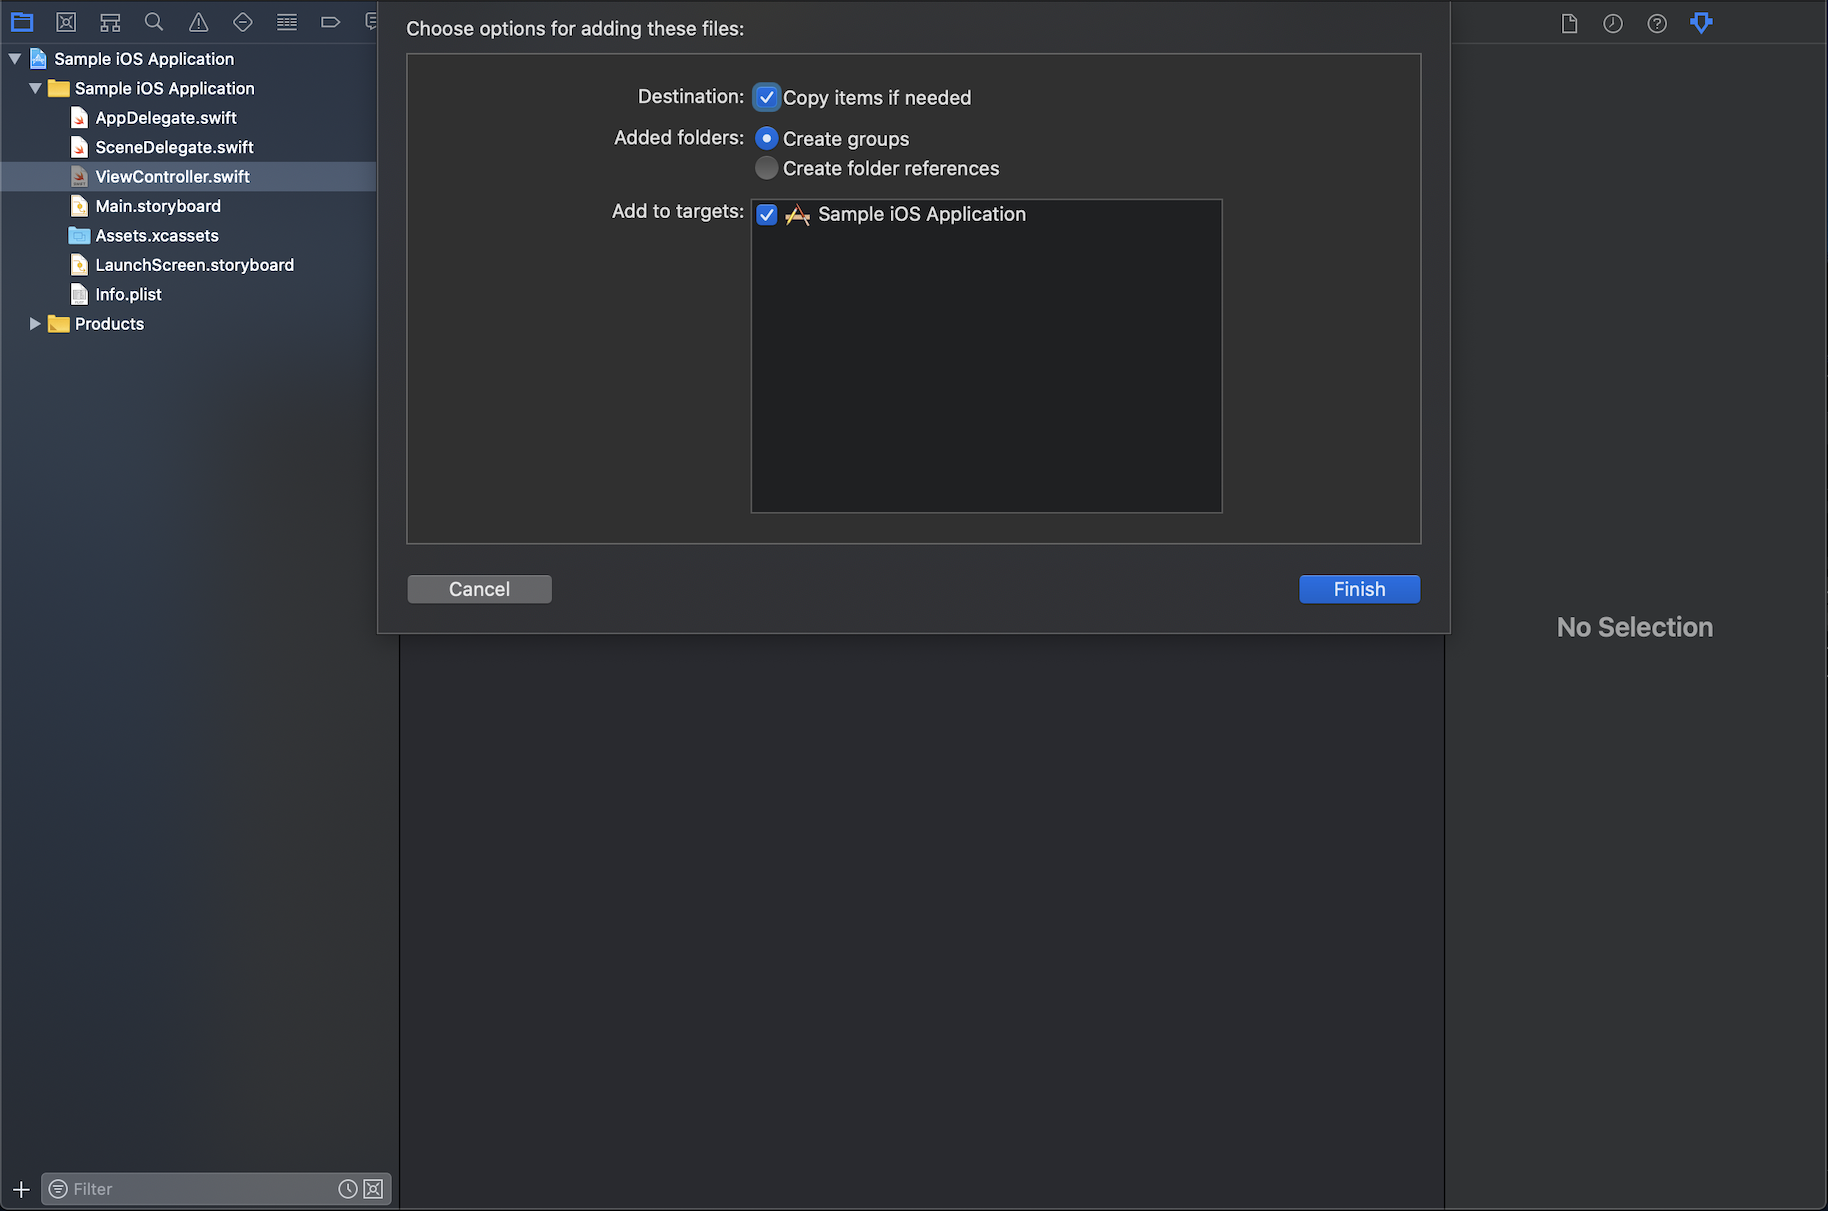 Sample iOS Application
Sample iOS Application
AppDelegate.swift
SceneDelegate.swift
ViewController.swift
Main.storyboard
Assets.xcassets
LaunchScreen.storyboard
Info.plist
Products
Filter
Choose options for adding these files:
Destination: Copy items if needed
Added folders: Create groups
Create folder references
Add to targets: Sample iOS Application
Cancel
Finish
No Selection